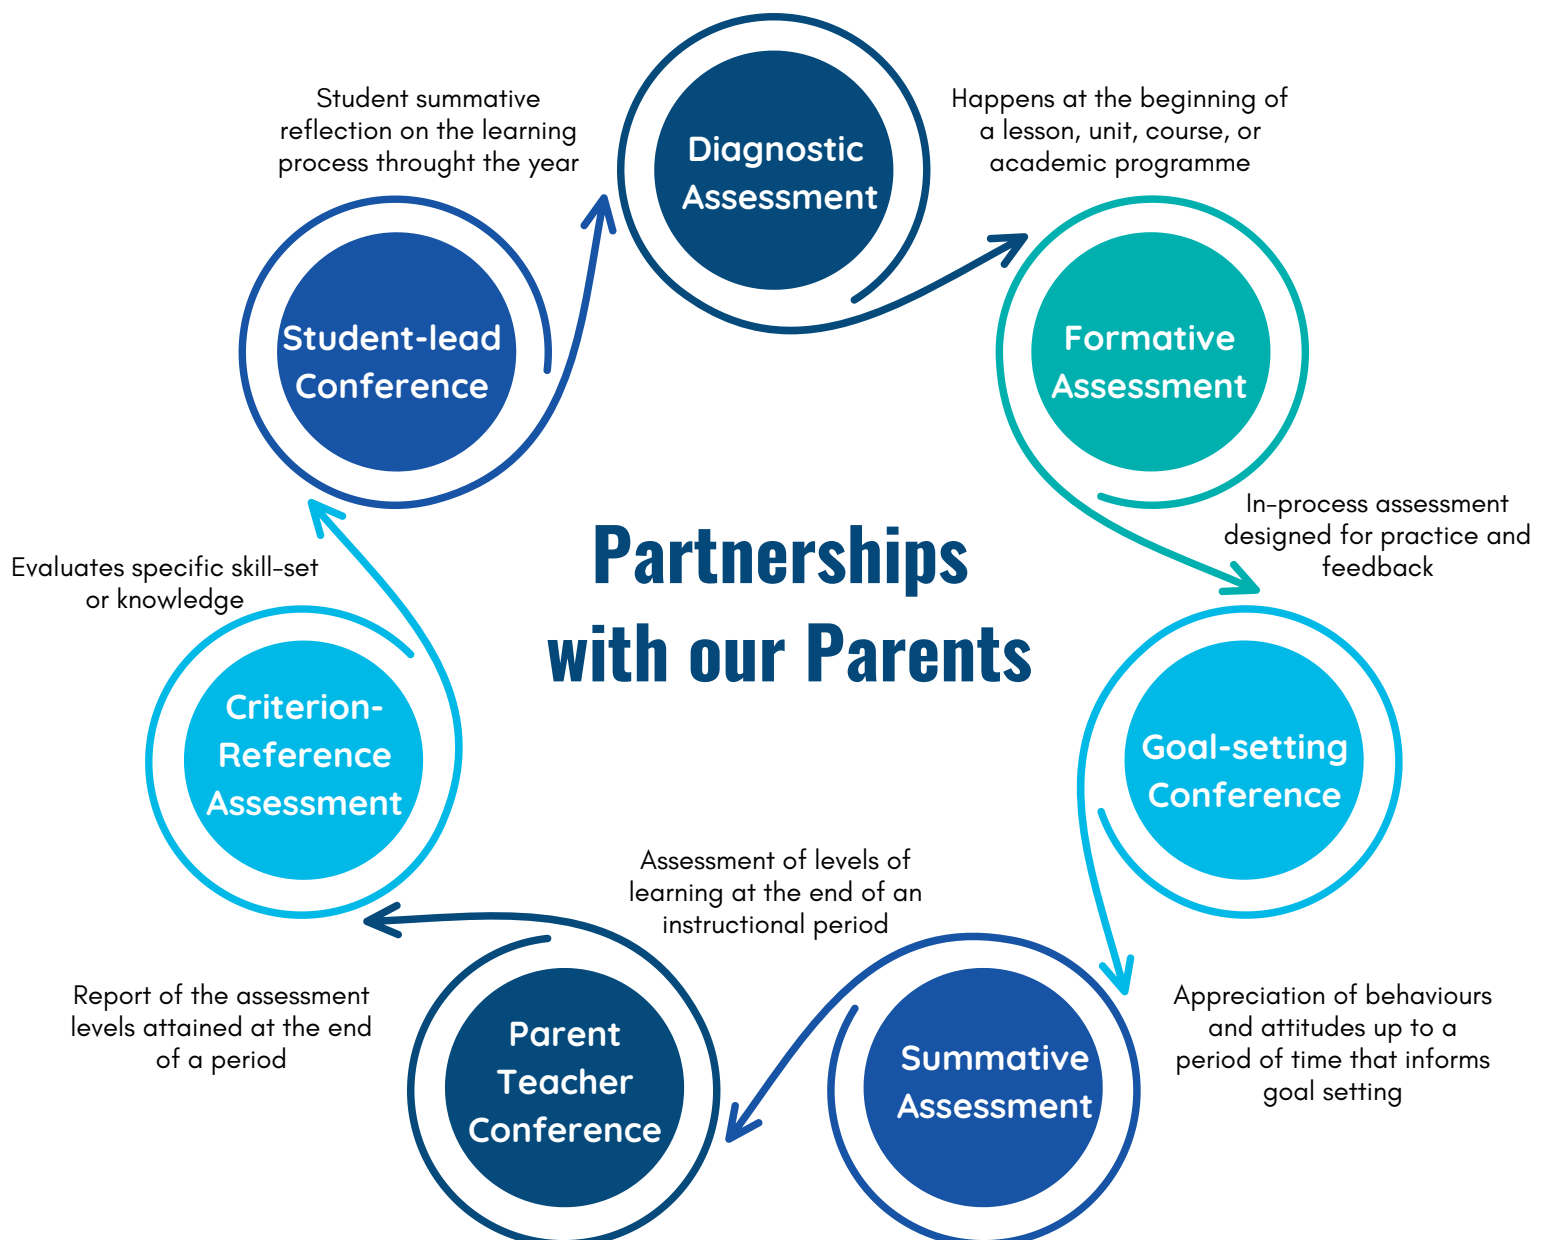 Diagnostic
Assessment
Happens at the beginning of
a lesson, unit, course, or
academic programme
Formative
Assessment
In-process assessment
designed for practice and
feedback
Goal-setting
Conference
Appreciation of behaviours
and attitudes up to a
period of time that informs
goal setting
Summative
Assessment
Assessment of levels of
learning at the end of an
instructional period
Parent
Teacher
Conference
Report of the assessment
levels attained at the end
of a period
Criterion-
Reference
Assessment
Evaluates specific skill-set
or knowledge
Student-lead
Conference
Student summative
reflection on the learning
process throught the year
Partnerships
with our Parents